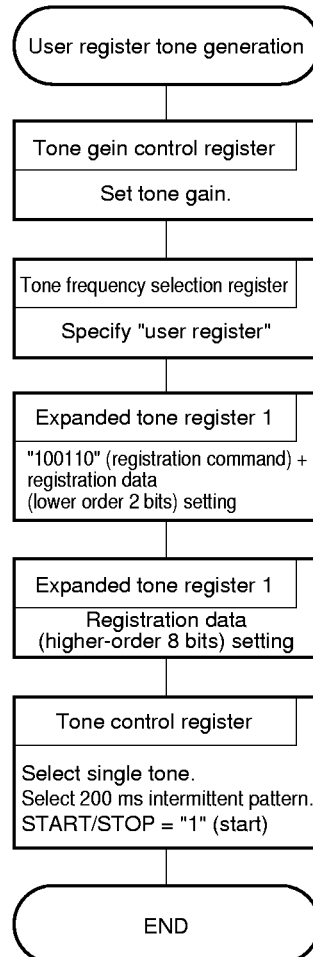 User register tone generation
Tone gein control register
Set tone gain.
Tone frequency selection register
Specify "user register"
Expanded tone register 1
"100110" (registration command) +
registration data
(lower order 2 bits) setting
Expanded tone register 1
Registration data
(higher-order 8 bits) setting
Tone control register
Select single tone.
Select 200 ms intermittent pattern.
START/STOP = "1" (start)
END